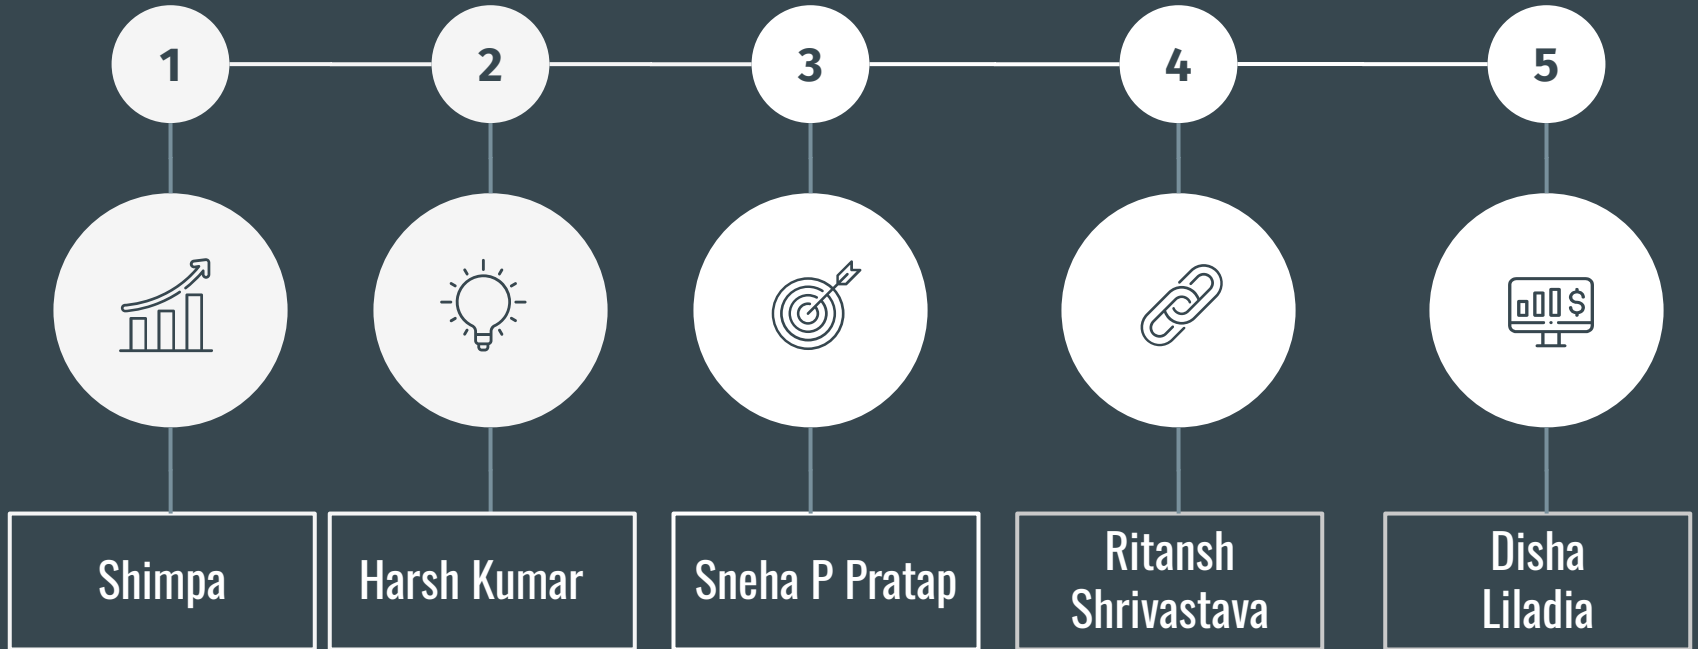 1
2
3
4
5
$
Shimpa
Harsh Kumar
Sneha P Pratap
Ritansh
Shrivastava
Disha
Liladia